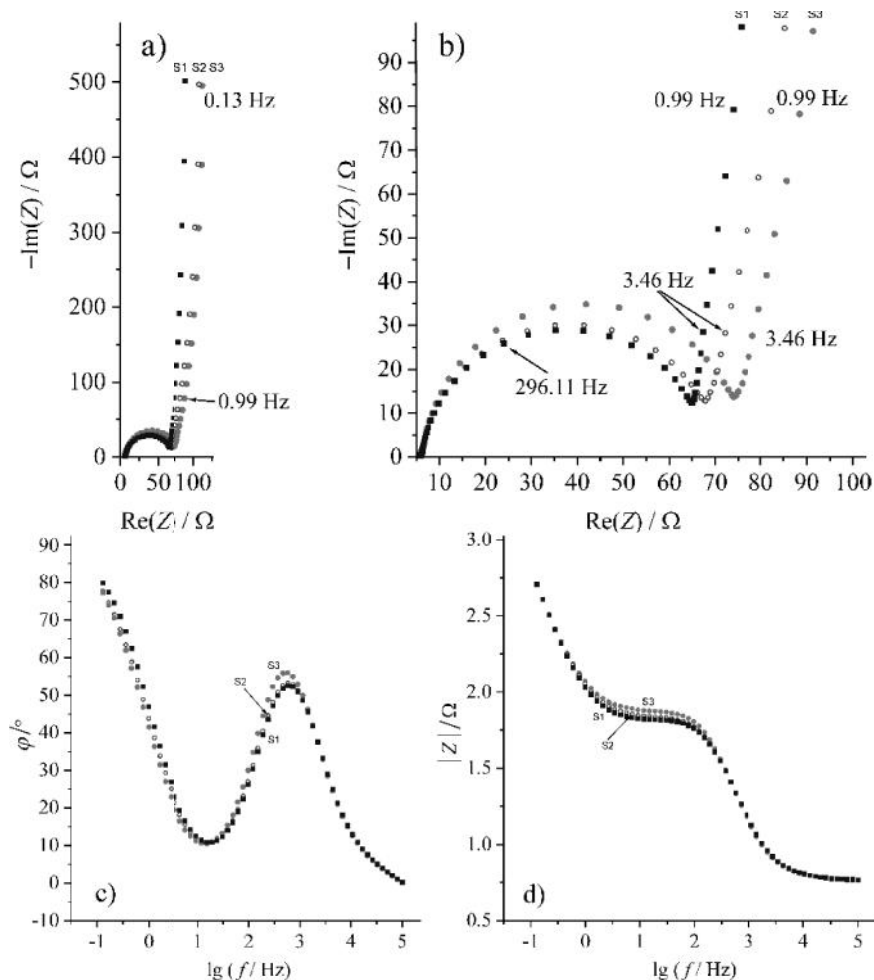 a)
500
400
300
200
100
0
−Im(Z) / Ω
S1 S2 S3
0.13 Hz
0.99 Hz
0 50 100
Re(Z) / Ω
b)
90
80
70
60
50
40
30
20
10
0
−Im(Z) / Ω
S1 S2 S3
0.99 Hz
0.99 Hz
3.46 Hz
3.46 Hz
296.11 Hz
10 20 30 40 50 60 70 80 90 100
Re(Z) / Ω
90
80
70
60
50
40
30
20
10
0
-10
φ/°
S3
S2
S1
c)
-1 0 1 2 3 4 5
lg (f / Hz)
3.0
2.5
2.0
1.5
1.0
0.5
|Z|/Ω
S3
S1
S2
d)
-1 0 1 2 3 4 5
lg (f / Hz)